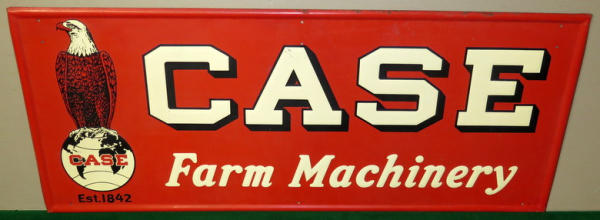 CASE
Farm Machinery
CASE
Est.1842